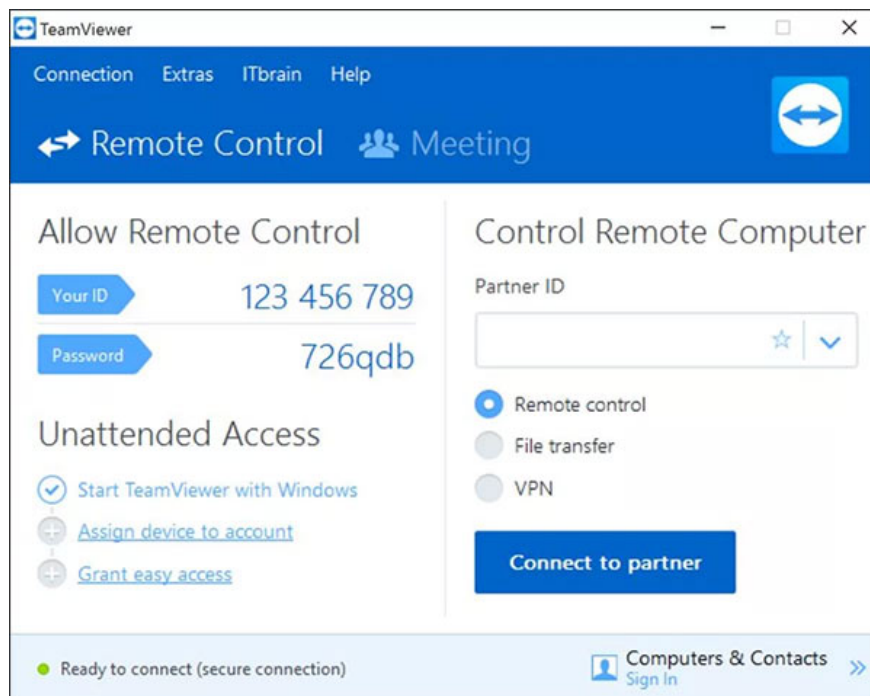 TeamViewer
Connection Extras ITbrain Help
Remote Control Meeting
Allow Remote Control
Your ID 123 456 789
Password 726qdb
Unattended Access
Start TeamViewer with Windows
Assign device to account
Grant easy access
Control Remote Computer
Partner ID
Remote control
File transfer
VPN
Connect to partner
Ready to connect (secure connection)
Computers & Contacts
Sign In